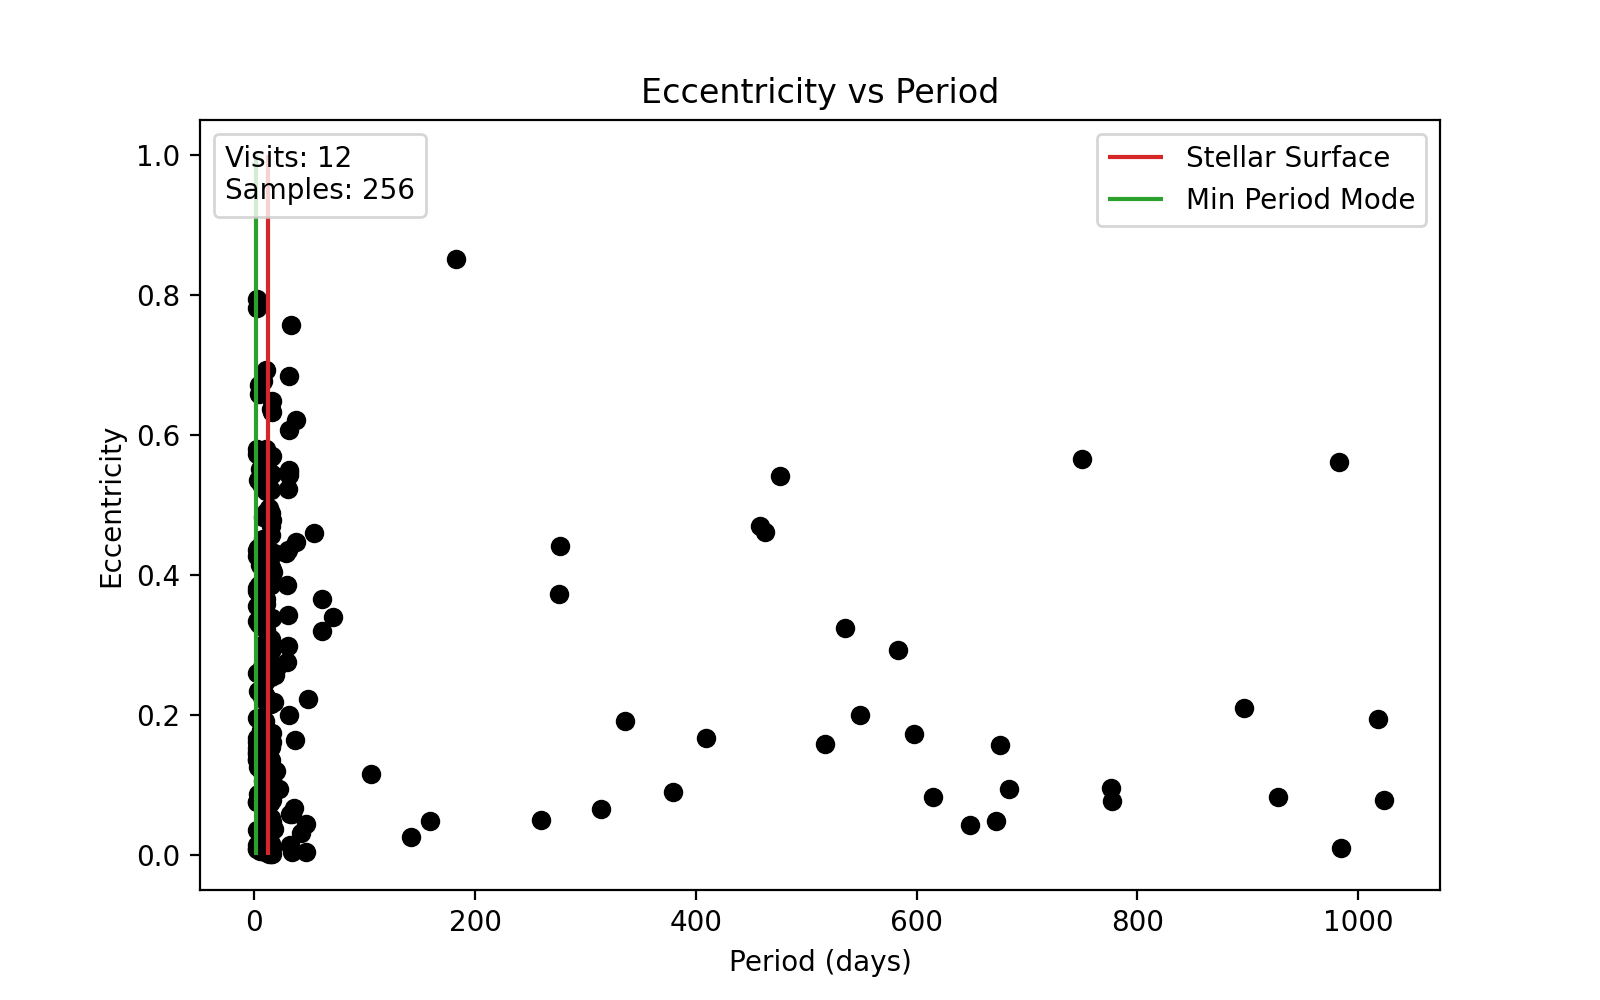 Eccentricity vs Period
Visits: 12
Samples: 256
Stellar Surface
Min Period Mode
Eccentricity
1.0
0.8
0.6
0.4
0.2
0.0
0
200
400
600
800
1000
Period (days)